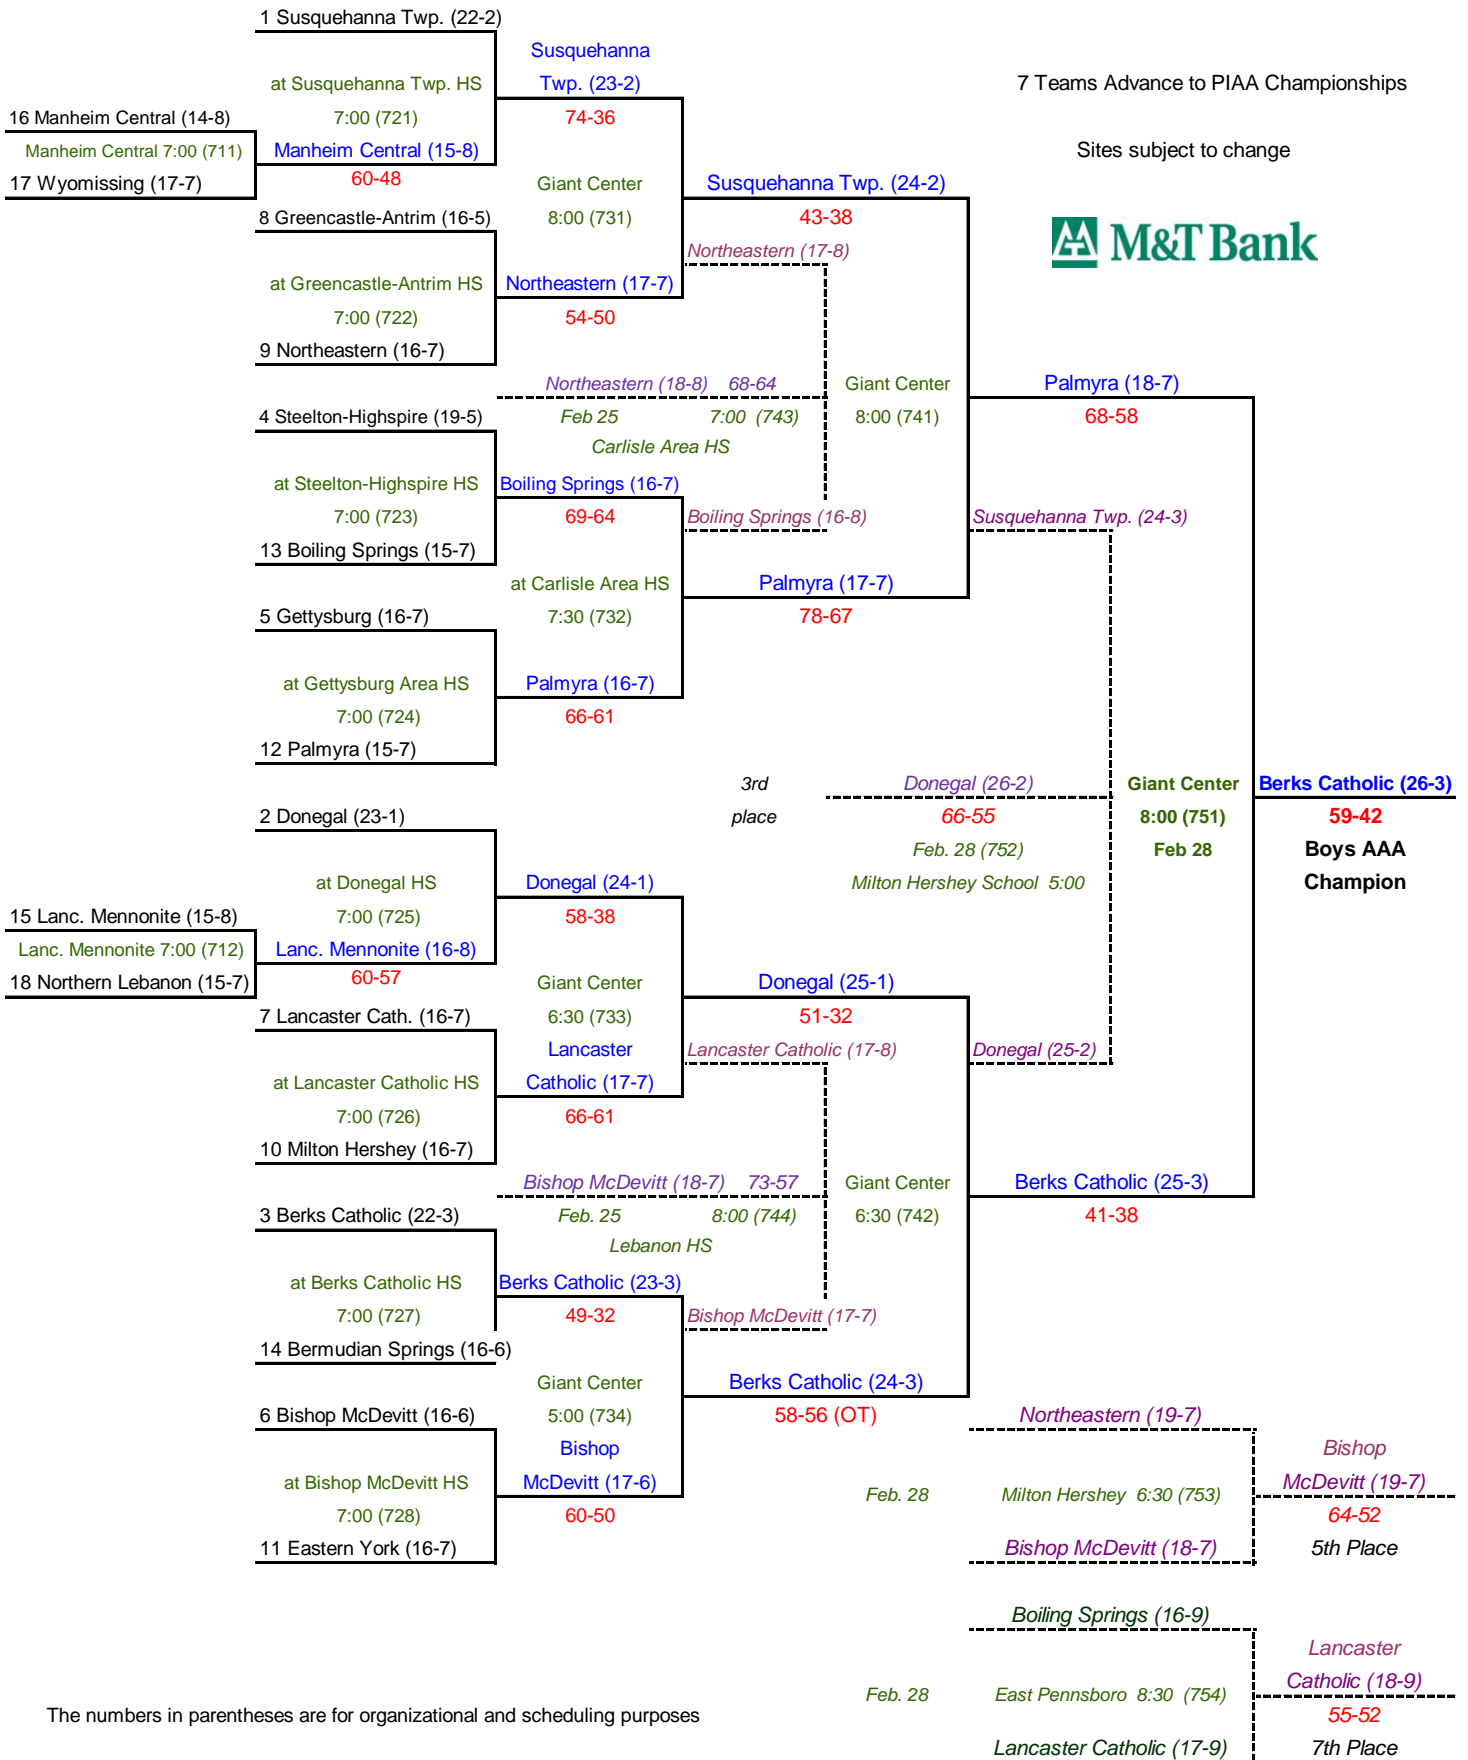 1 Susquehanna Twp. (22-2)
Susquehanna
at Susquehanna Twp. HS
Twp. (23-2)
7 Teams Advance to PIAA Championships
16 Manheim Central (14-8)
7:00 (721)
74-36
Manheim Central 7:00 (711)
Manheim Central (15-8)
Sites subject to change
17 Wyomissing (17-7)
60-48
Giant Center
Susquehanna Twp. (24-2)
8 Greencastle-Antrim (16-5)
8:00 (731)
43-38
M&T Bank
Northeastern (17-8)
at Greencastle-Antrim HS
Northeastern (17-7)
7:00 (722)
54-50
9 Northeastern (16-7)
Northeastern (18-8) 68-64
Giant Center
Palmyra (18-7)
4 Steelton-Highspire (19-5)
Feb 25 7:00 (743)
8:00 (741)
68-58
Carlisle Area HS
at Steelton-Highspire HS
Boiling Springs (16-7)
7:00 (723)
69-64
Boiling Springs (16-8)
Susquehanna Twp. (24-3)
13 Boiling Springs (15-7)
at Carlisle Area HS
Palmyra (17-7)
5 Gettysburg (16-7)
7:30 (732)
78-67
at Gettysburg Area HS
Palmyra (16-7)
7:00 (724)
66-61
12 Palmyra (15-7)
3rd
Donegal (26-2)
Giant Center
Berks Catholic (26-3)
2 Donegal (23-1)
place
66-55
8:00 (751)
59-42
Feb. 28 (752)
Feb 28
Boys AAA
at Donegal HS
Donegal (24-1)
Milton Hershey School 5:00
Champion
15 Lanc. Mennonite (15-8)
7:00 (725)
58-38
Lanc. Mennonite 7:00 (712)
Lanc. Mennonite (16-8)
18 Northern Lebanon (15-7)
60-57
Giant Center
Donegal (25-1)
7 Lancaster Cath. (16-7)
6:30 (733)
51-32
Lancaster
Lancaster Catholic (17-8)
Donegal (25-2)
at Lancaster Catholic HS
Catholic (17-7)
7:00 (726)
66-61
10 Milton Hershey (16-7)
Bishop McDevitt (18-7) 73-57
Giant Center
Berks Catholic (25-3)
3 Berks Catholic (22-3)
Feb. 25 8:00 (744)
6:30 (742)
41-38
Lebanon HS
at Berks Catholic HS
Berks Catholic (23-3)
7:00 (727)
49-32
Bishop McDevitt (17-7)
14 Bermudian Springs (16-6)
Giant Center
Berks Catholic (24-3)
6 Bishop McDevitt (16-6)
5:00 (734)
58-56 (OT)
Northeastern (19-7)
Bishop
Bishop
at Bishop McDevitt HS
McDevitt (17-6)
Feb. 28
Milton Hershey 6:30 (753)
McDevitt (19-7)
7:00 (728)
60-50
64-52
11 Eastern York (16-7)
Bishop McDevitt (18-7)
5th Place
Boiling Springs (16-9)
Lancaster
Feb. 28
East Pennsboro 8:30 (754)
Catholic (18-9)
The numbers in parentheses are for organizational and scheduling purposes
55-52
Lancaster Catholic (17-9)
7th Place